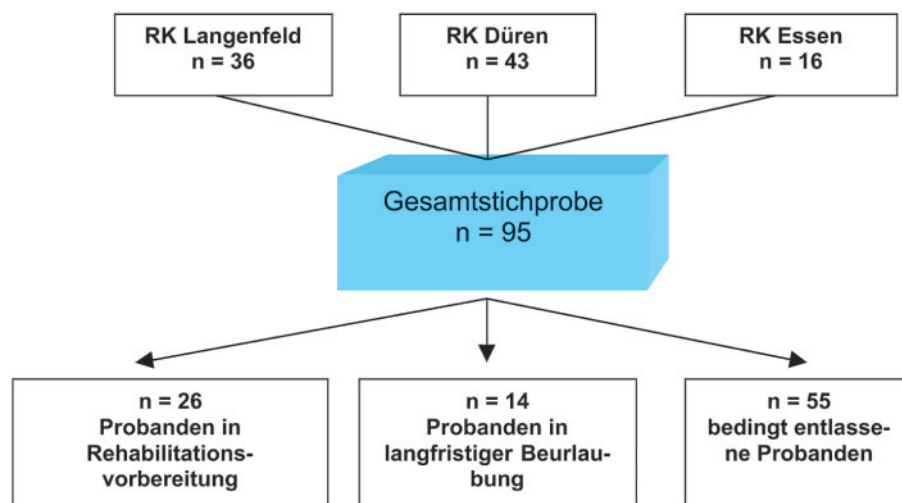 RK Langenfeld
n = 36
RK Düren
n = 43
RK Essen
n = 16
Gesamtstichprobe
n = 95
n = 26
Probanden in
Rehabilitations-
vorbereitung
n = 14
Probanden in
langfristiger Beurlau-
bung
n = 55
bedingt entlasse-
ne Probanden